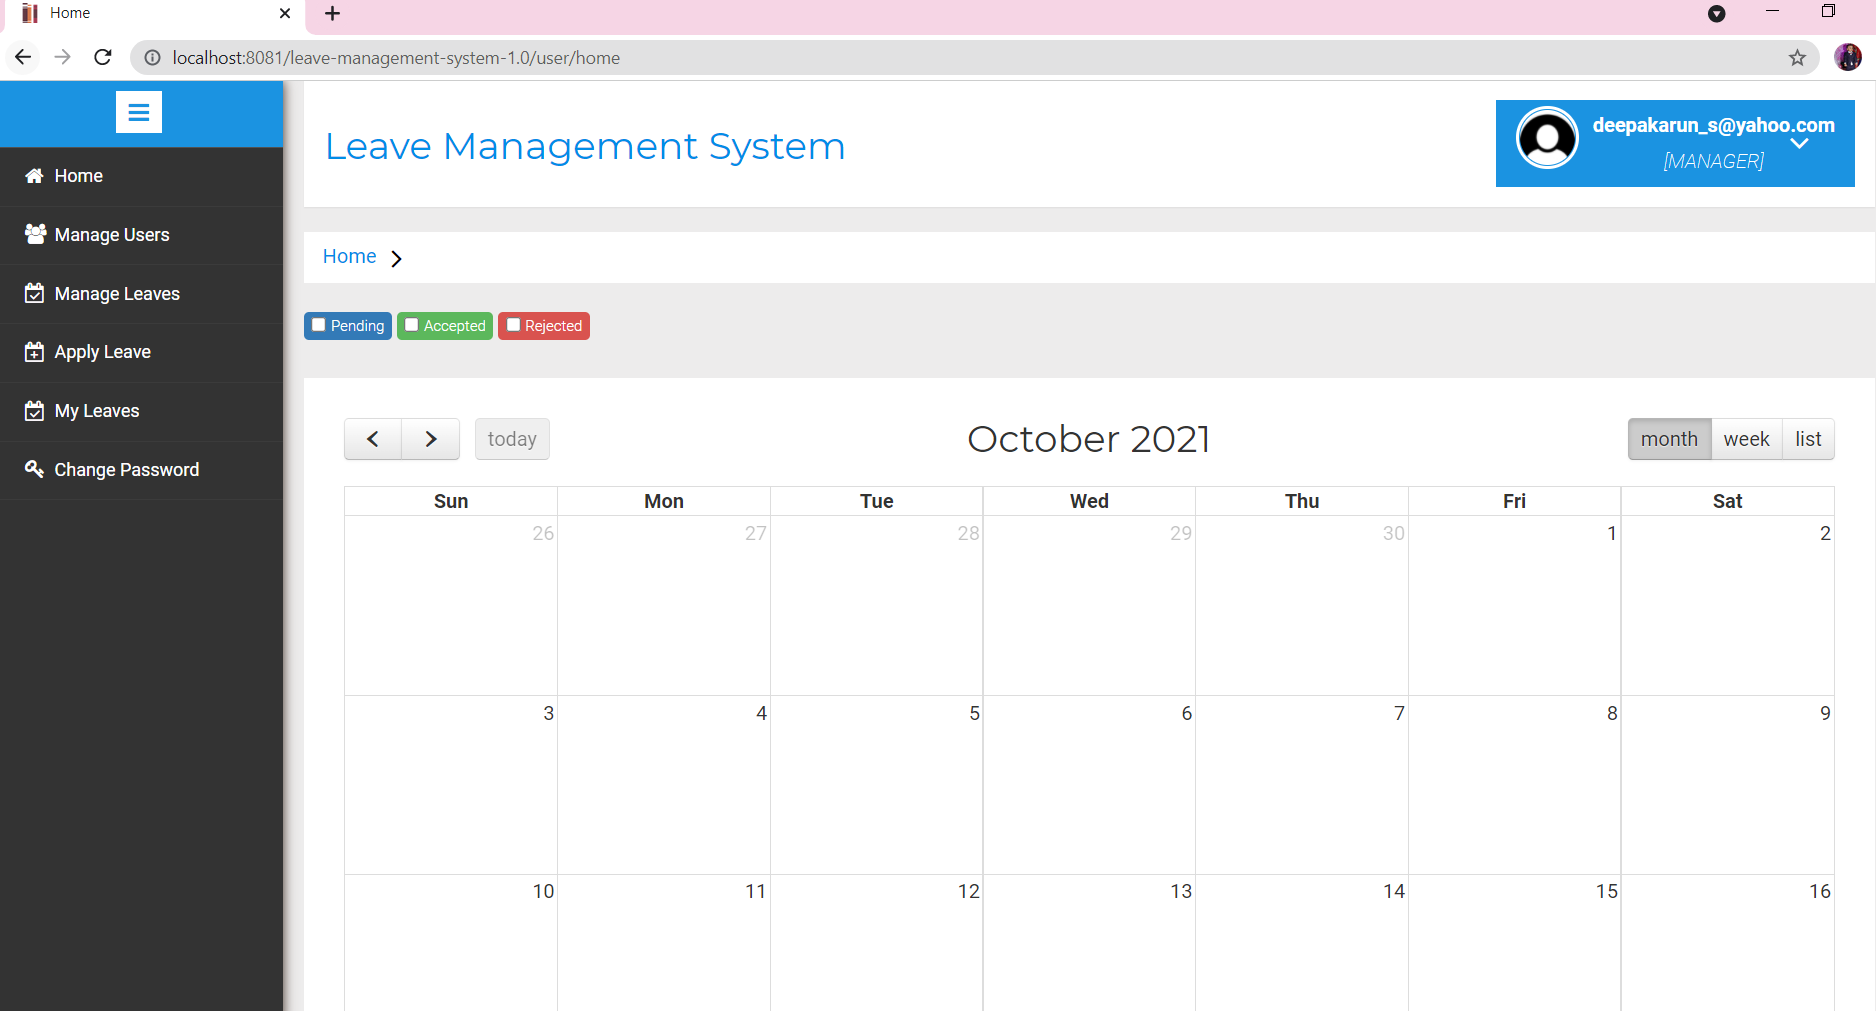 Home
localhost:8081/leave-management-system-1.0/user/home
Home
Manage Users
Manage Leaves
Apply Leave
My Leaves
Change Password
Leave Management System
deepakarun_s@yahoo.com
[MANAGER]
Home
Pending Accepted Rejected
today October 2021 month week list
Sun Mon Tue Wed Thu Fri Sat
26 27 28 29 30 1 2
3 4 5 6 7 8 9
10 11 12 13 14 15 16